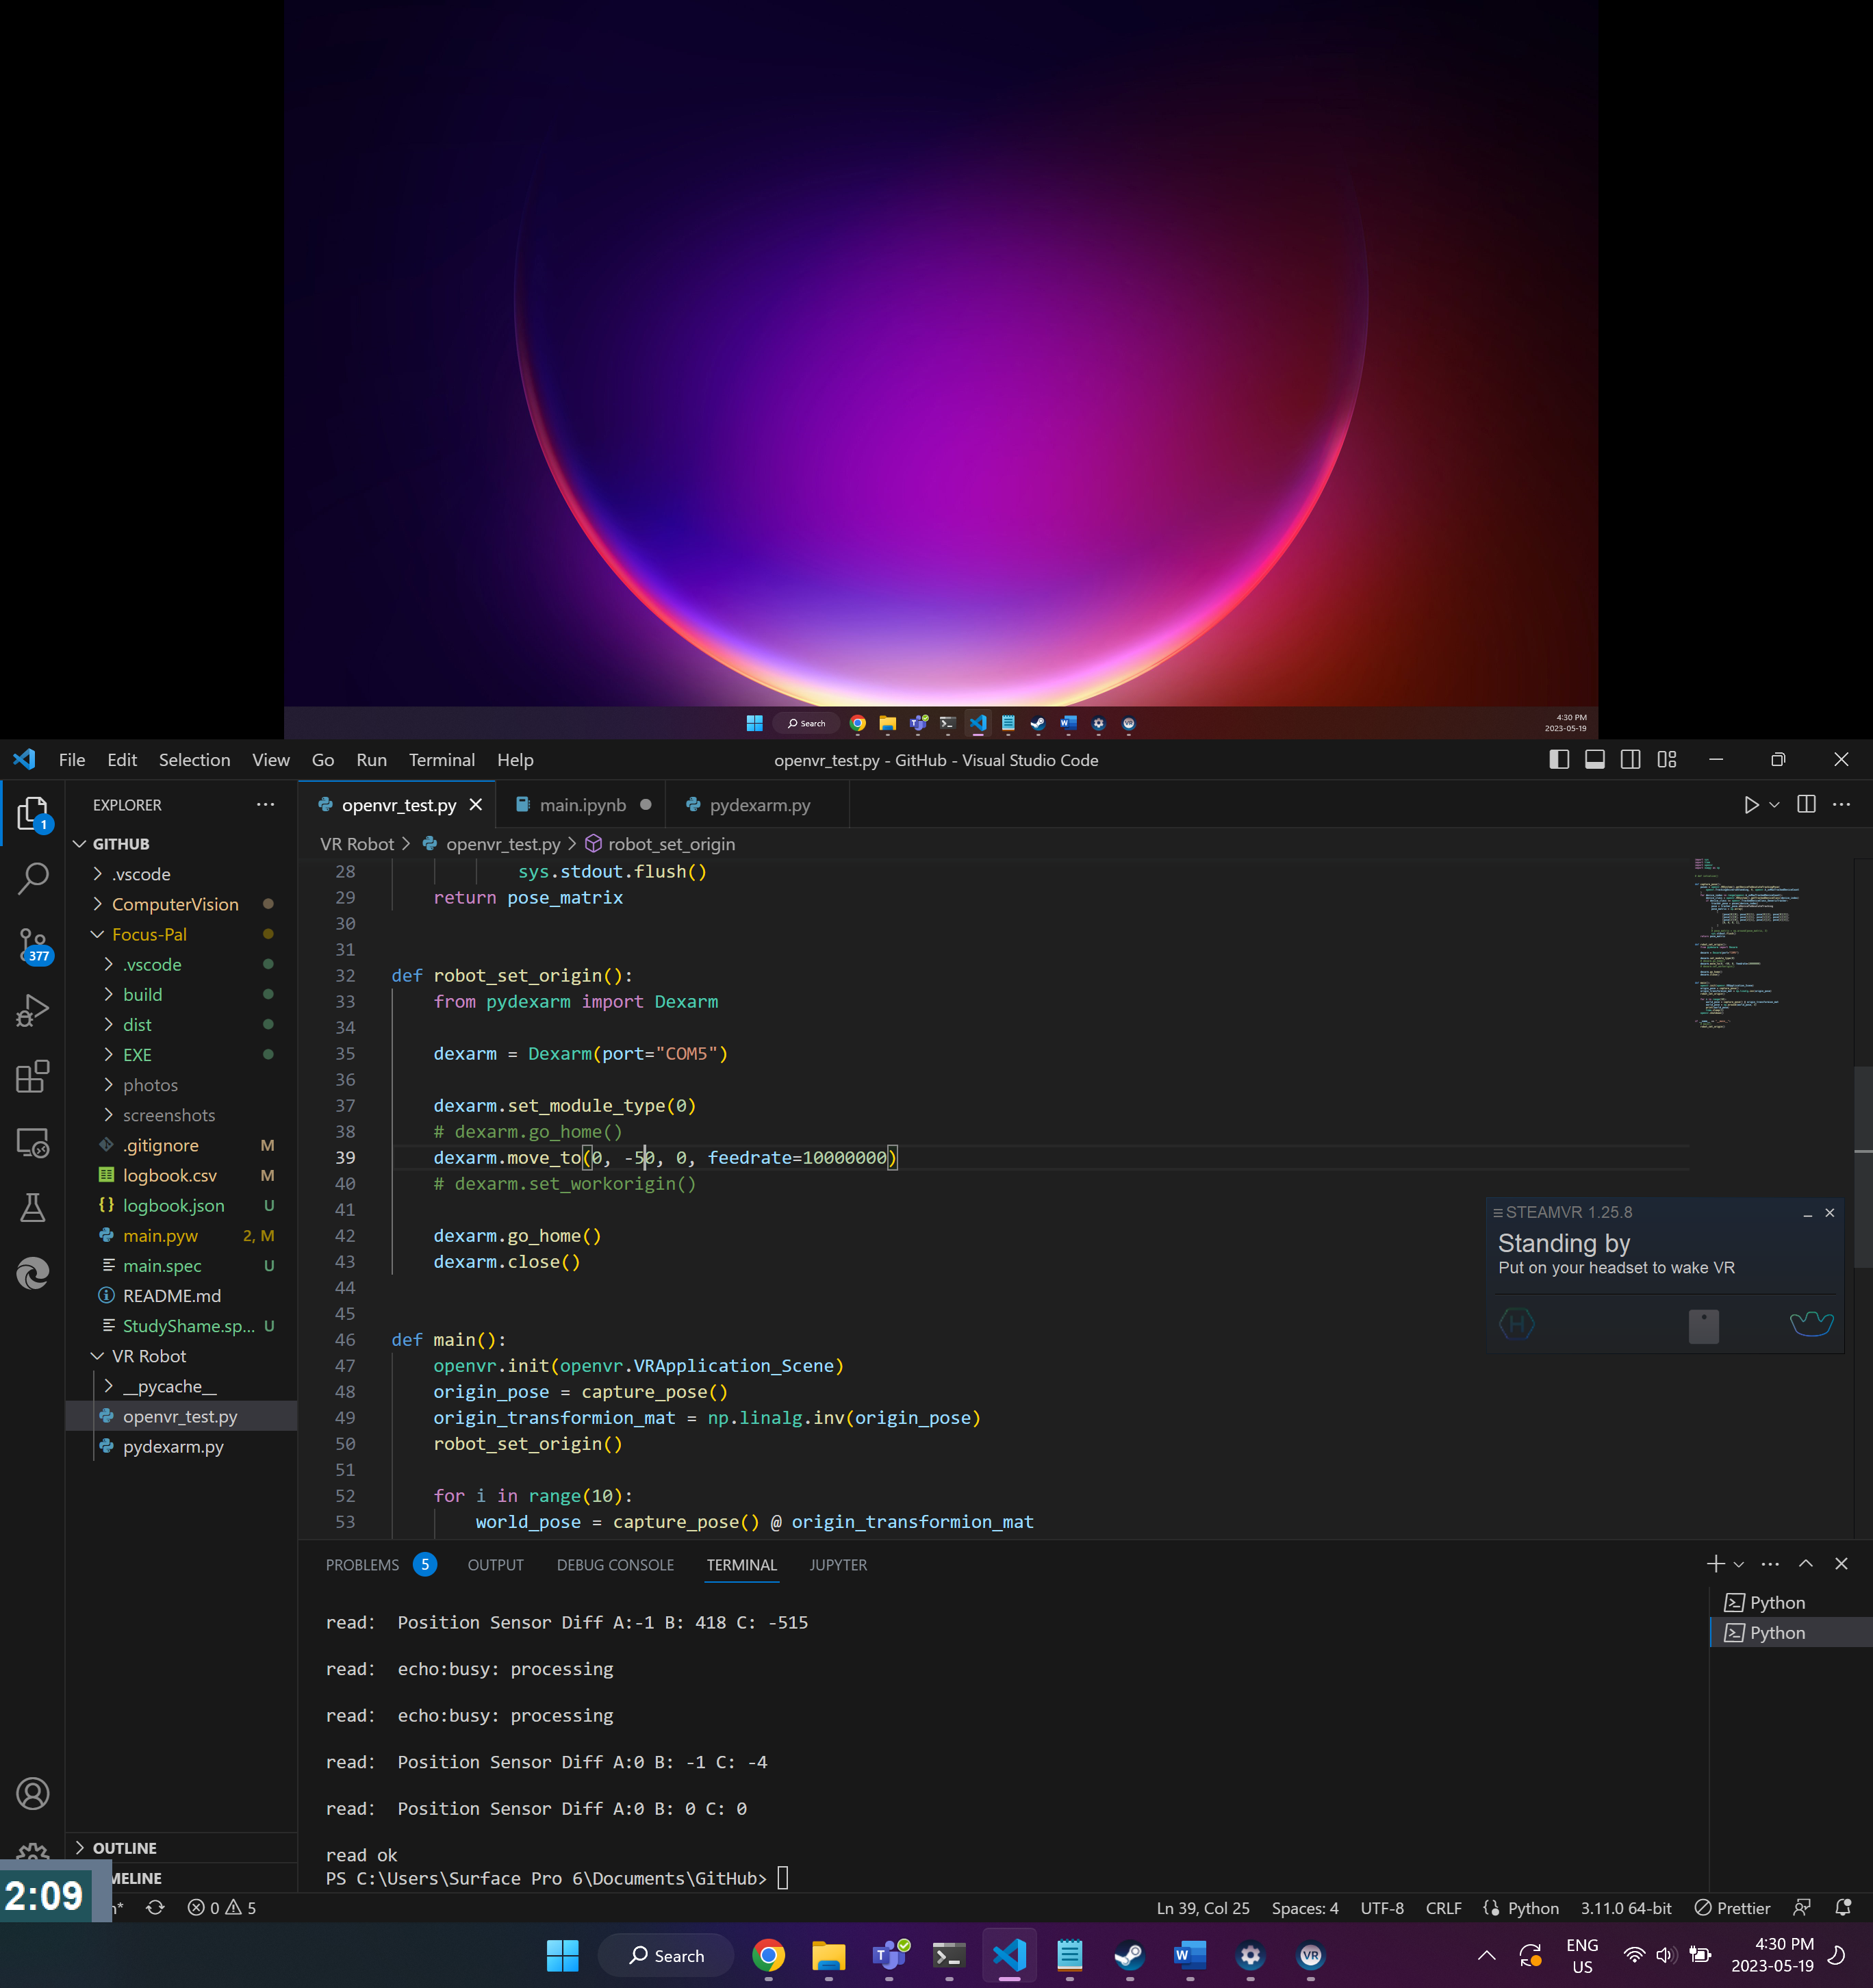 Search
4:30 PM
2023-05-19
File Edit Selection View Go Run Terminal Help
openvr_test.py - GitHub - Visual Studio Code
EXPLORER
openvr_test.py
main.ipynb
pydexarm.py
1
GITHUB
VR Robot > openvr_test.py > robot_set_origin
.vscode
ComputerVision
Focus-Pal
.vscode
build
dist
EXE
photos
screenshots
.gitignore M
logbook.csv M
logbook.json U
main.pyw 2, M
main.spec U
README.md
StudyShame.sp... U
VR Robot
__pycache__
openvr_test.py
pydexarm.py
377
28 sys.stdout.flush()
29 return pose_matrix
30
31
32 def robot_set_origin():
33 from pydexarm import Dexarm
34
35 dexarm = Dexarm(port="COM5")
36
37 dexarm.set_module_type(0)
38 # dexarm.go_home()
39 dexarm.move_to(0, -50, 0, feedrate=10000000)
40 # dexarm.set_workorigin()
41
42 dexarm.go_home()
43 dexarm.close()
44
45
46 def main():
47 openvr.init(openvr.VRApplication_Scene)
48 origin_pose = capture_pose()
49 origin_transformion_mat = np.linalg.inv(origin_pose)
50 robot_set_origin()
51
52 for i in range(10):
53 world_pose = capture_pose() @ origin_transformion_mat
STEAMVR 1.25.8
Standing by
Put on your headset to wake VR
PROBLEMS 5 OUTPUT DEBUG CONSOLE TERMINAL JUPYTER
read: Position Sensor Diff A:-1 B: 418 C: -515
read: echo:busy: processing
read: echo:busy: processing
read: Position Sensor Diff A:0 B: -1 C: -4
read: Position Sensor Diff A:0 B: 0 C: 0
read ok
PS C:\Users\Surface Pro 6\Documents\GitHub>
Python
Python
OUTLINE
MELINE
2:09
0 5
Ln 39, Col 25 Spaces: 4 UTF-8 CRLF Python 3.11.0 64-bit Prettier
Search
ENG
US
4:30 PM
2023-05-19